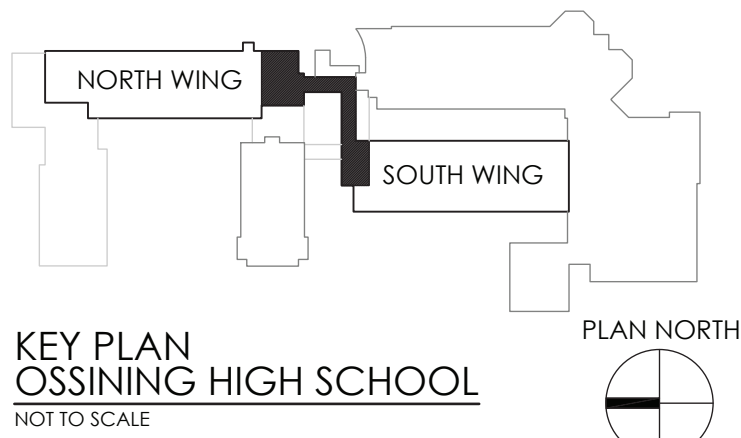 NORTH WING
SOUTH WING
KEY PLAN
OSSINING HIGH SCHOOL
NOT TO SCALE
PLAN NORTH